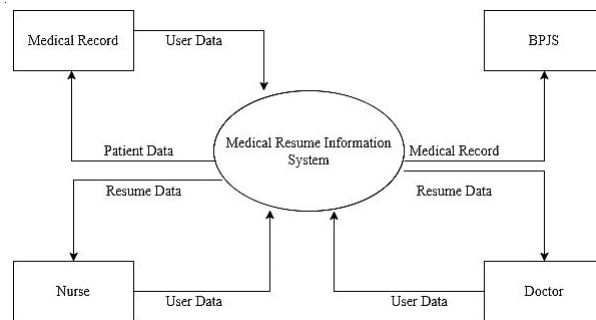 Medical Record
User Data
BPJS
Medical Resume Information
System
Patient Data
Medical Record
Resume Data
Resume Data
Nurse
User Data
User Data
Doctor